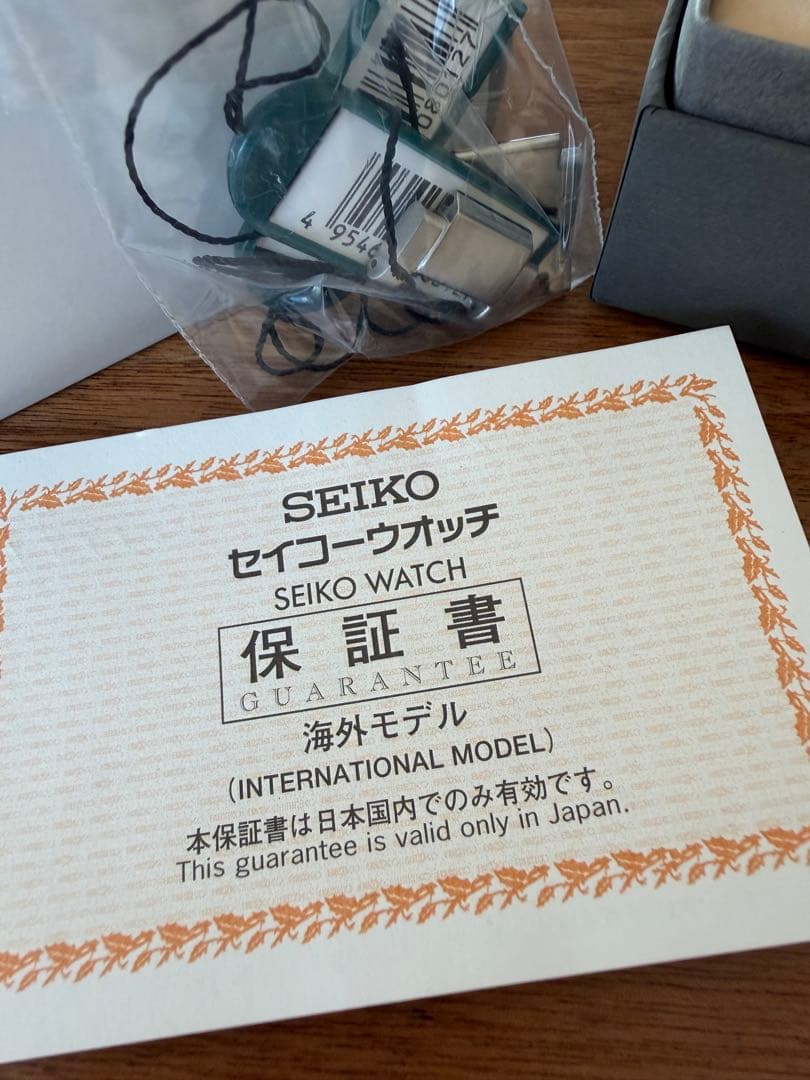 4 9546
SEIKO
セイコーウオッチ
SEIKO WATCH
保証書
GUARANTEE
海外モデル
(INTERNATIONAL MODEL)
本保証書は日本国内でのみ有効です。
This guarantee is valid only in Japan.